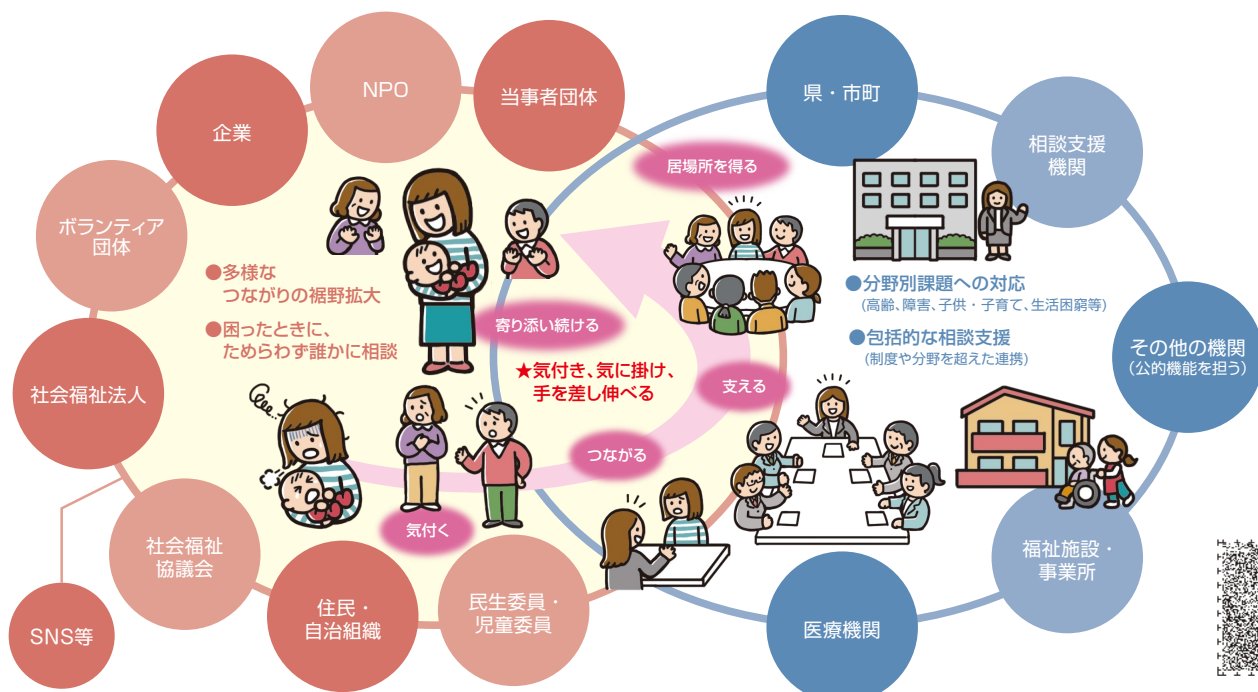 NPO
当事者団体
企業
ボランティア
団体
社会福祉法人
社会福祉
協議会
SNS等
住民・
自治組織
民生委員・
児童委員
県・市町
相談支援
機関
その他の機関
(公的機能を担う)
福祉施設・
事業所
医療機関
●多様な
つながりの裾野拡大
●困ったときに、
ためらわず誰かに相談
居場所を得る
寄り添い続ける
★気付き、気に掛け、
手を差し伸べる
支える
つながる
気付く
●分野別課題への対応
(高齢、障害、子供・子育て、生活困窮等)
●包括的な相談支援
(制度や分野を超えた連携)